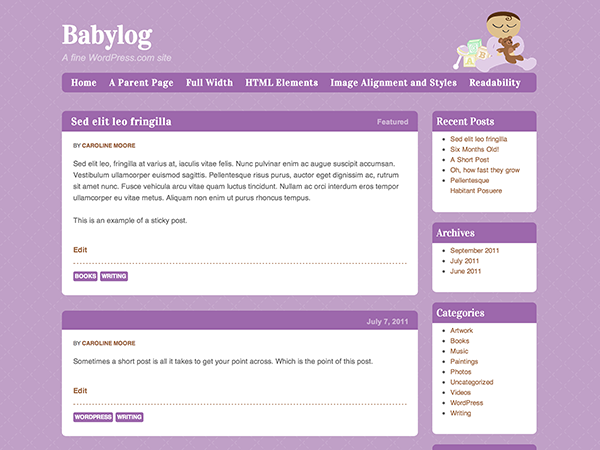 Babylog
A fine WordPress.com site
Home A Parent Page Full Width HTML Elements Image Alignment and Styles Readability
Sed elit leo fringilla Featured
BY CAROLINE MOORE
Sed elit leo, fringilla at varius at, iaculis vitae felis. Nunc pulvinar enim ac augue suscipit accumsan.
Vestibulum ullamcorper euismod sagittis. Pellentesque risus purus, auctor eget dignissim ac, rutrum
sit amet nunc. Fusce vehicula arcu vitae quam luctus tincidunt. Nullam ac orci interdum eros tempor
ullamcorper eu vitae metus. Aliquam non enim ut purus rhoncus tempus.
This is an example of a sticky post.
Edit
BOOKS WRITING
July 7, 2011
BY CAROLINE MOORE
Sometimes a short post is all it takes to get your point across. Which is the point of this post.
Edit
WORDPRESS WRITING
Recent Posts
Sed elit leo fringilla
Six Months Old!
A Short Post
Oh, how fast they grow
Pellentesque
Habitant Posuere
Archives
September 2011
July 2011
June 2011
Categories
Artwork
Books
Music
Paintings
Photos
Uncategorized
Videos
WordPress
Writing